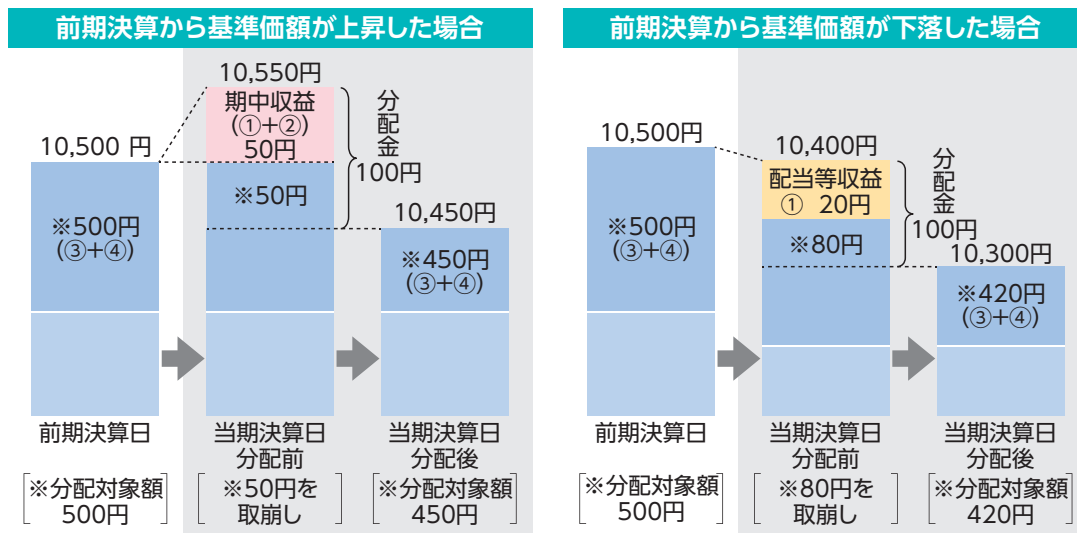 前期決算から基準価額が上昇した場合
10,550円
期中収益
(①+②)
50円
分配金
100円
10,500 円
※500円
(③+④)
※50円
10,450円
※450円
(③+④)
前期決算日
当期決算日
分配前
当期決算日
分配後
※分配対象額
500円
※50円を
取崩し
※分配対象額
450円
前期決算から基準価額が下落した場合
10,500円
10,400円
配当等収益
① 20円
分配金
100円
※500円
(③+④)
※80円
10,300円
※420円
(③+④)
前期決算日
当期決算日
分配前
当期決算日
分配後
※分配対象額
500円
※80円を
取崩し
※分配対象額
420円